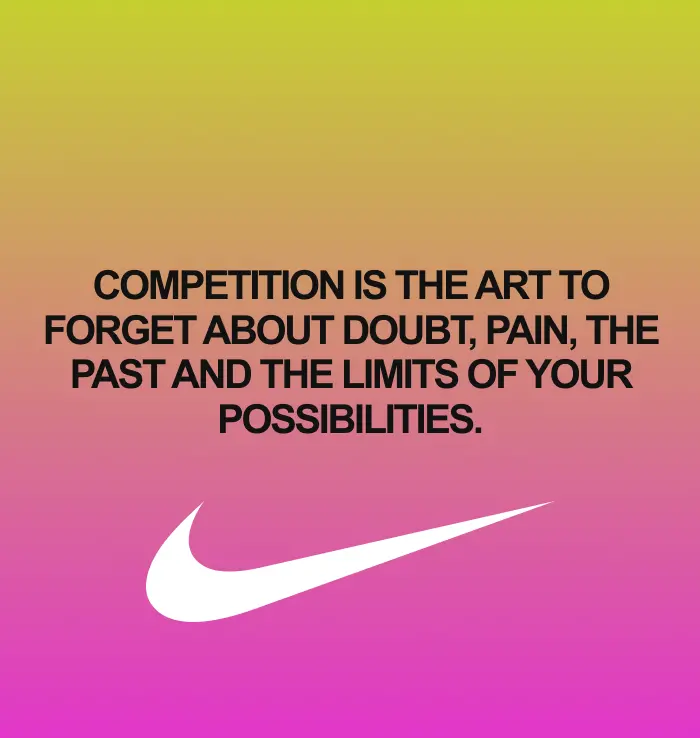 COMPETITION IS THE ART TO
FORGET ABOUT DOUBT, PAIN, THE
PAST AND THE LIMITS OF YOUR
POSSIBILITIES.